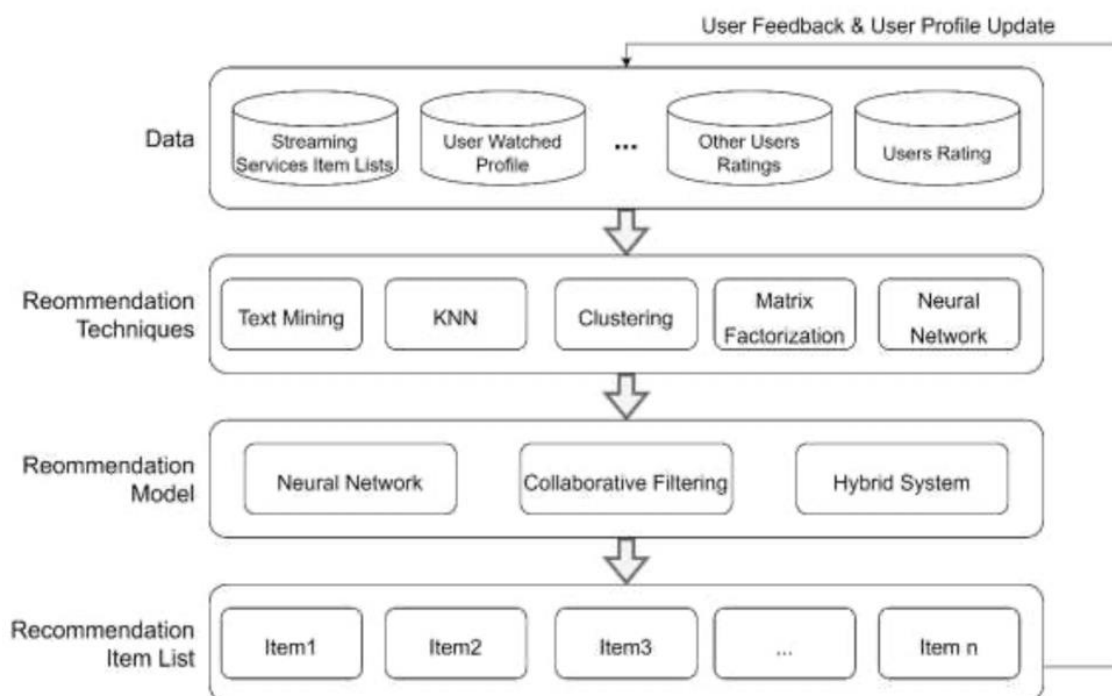 User Feedback & User Profile Update
Data
Streaming
Services Item Lists
User Watched
Profile
...
Other Users
Ratings
Users Rating
Reommendation
Techniques
Text Mining
KNN
Clustering
Matrix
Factorization
Neural
Network
Reommendation
Model
Neural Network
Collaborative Filtering
Hybrid System
Recommendation
Item List
Item1
Item2
Item3
...
Item n